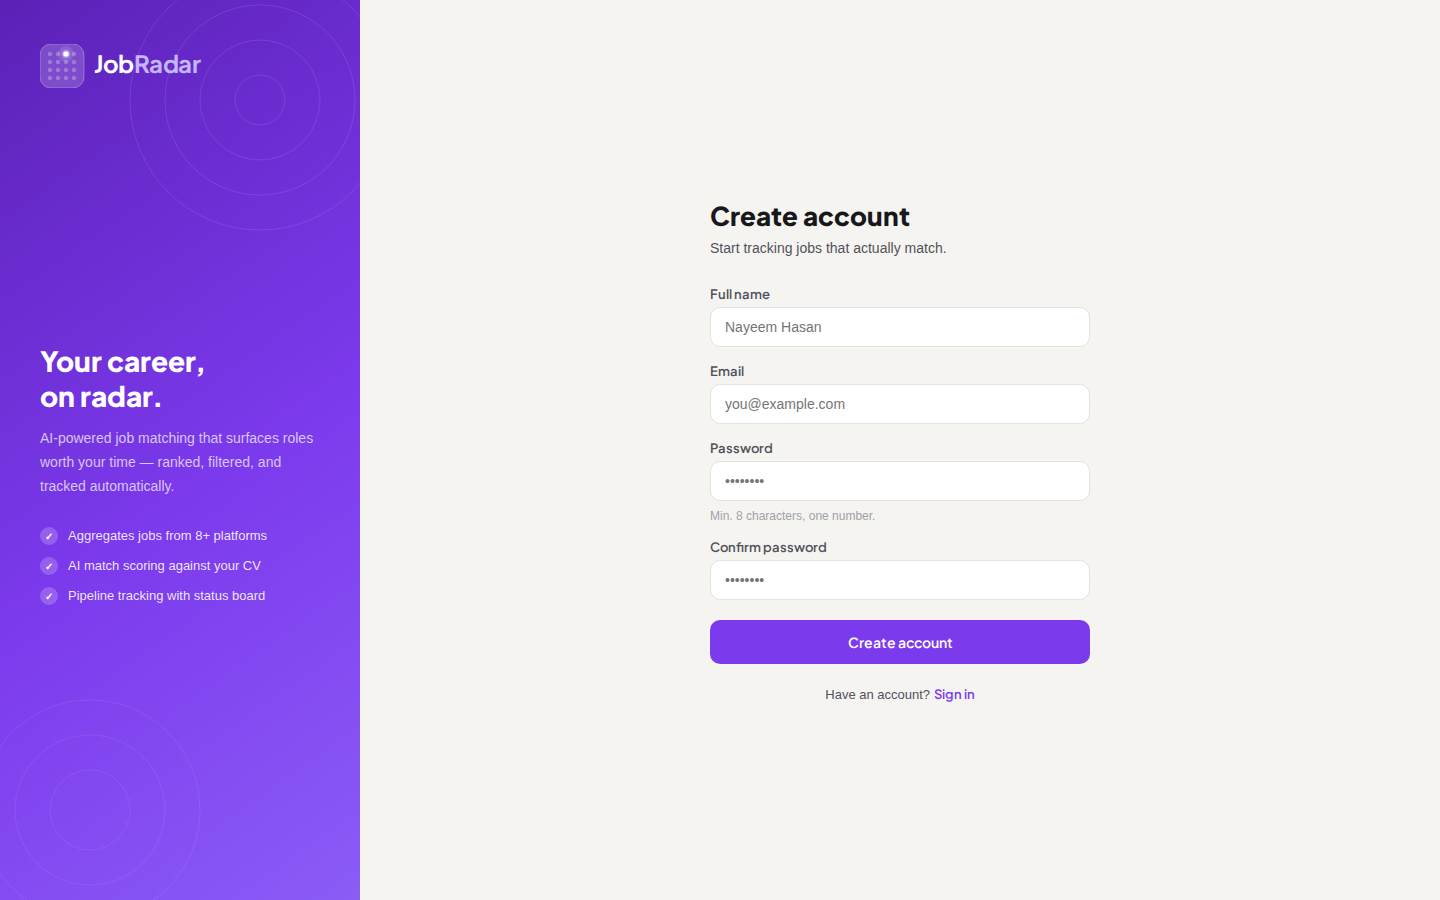 JobRadar
Your career,
on radar.
AI-powered job matching that surfaces roles
worth your time — ranked, filtered, and
tracked automatically.
✓ Aggregates jobs from 8+ platforms
✓ AI match scoring against your CV
✓ Pipeline tracking with status board
Create account
Start tracking jobs that actually match.
Full name
Nayeem Hasan
Email
you@example.com
Password
••••••••
Min. 8 characters, one number.
Confirm password
••••••••
Create account
Have an account? Sign in